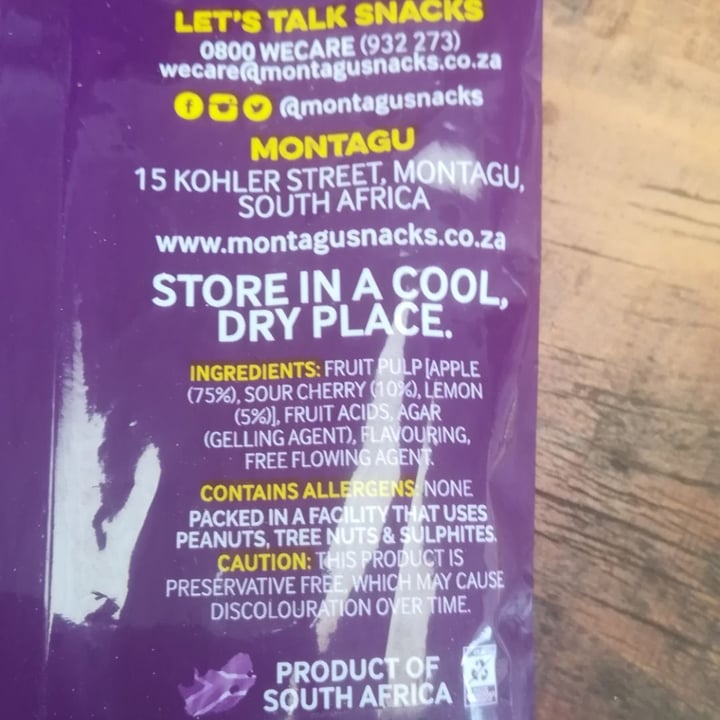 LET'S TALK SNACKS
0800 WECARE (932 273)
wecare@montagusnacks.co.za
@montagusnacks
MONTAGU
15 KOHLER STREET, MONTAGU,
SOUTH AFRICA
www.montagusnacks.co.za
STORE IN A COOL,
DRY PLACE.
INGREDIENTS: FRUIT PULP [APPLE
(75%), SOUR CHERRY (10%), LEMON
(5%)], FRUIT ACIDS, AGAR
(GELLING AGENT), FLAVOURING,
FREE FLOWING AGENT.
CONTAINS ALLERGENS: NONE
PACKED IN A FACILITY THAT USES
PEANUTS, TREE NUTS & SULPHITES.
CAUTION: THIS PRODUCT IS
PRESERVATIVE FREE, WHICH MAY CAUSE
DISCOLOURATION OVER TIME.
PRODUCT OF
SOUTH AFRICA